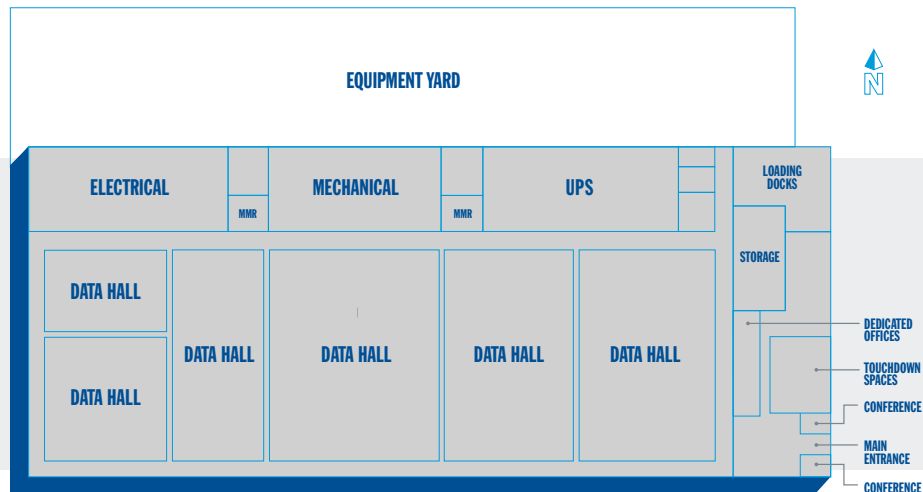 EQUIPMENT YARD
N
ELECTRICAL
MMR
MECHANICAL
MMR
UPS
LOADING
DOCKS
STORAGE
DATA HALL
DATA HALL
DATA HALL
DATA HALL
DATA HALL
DATA HALL
DEDICATED
OFFICES
TOUCHDOWN
SPACES
CONFERENCE
MAIN
ENTRANCE
CONFERENCE